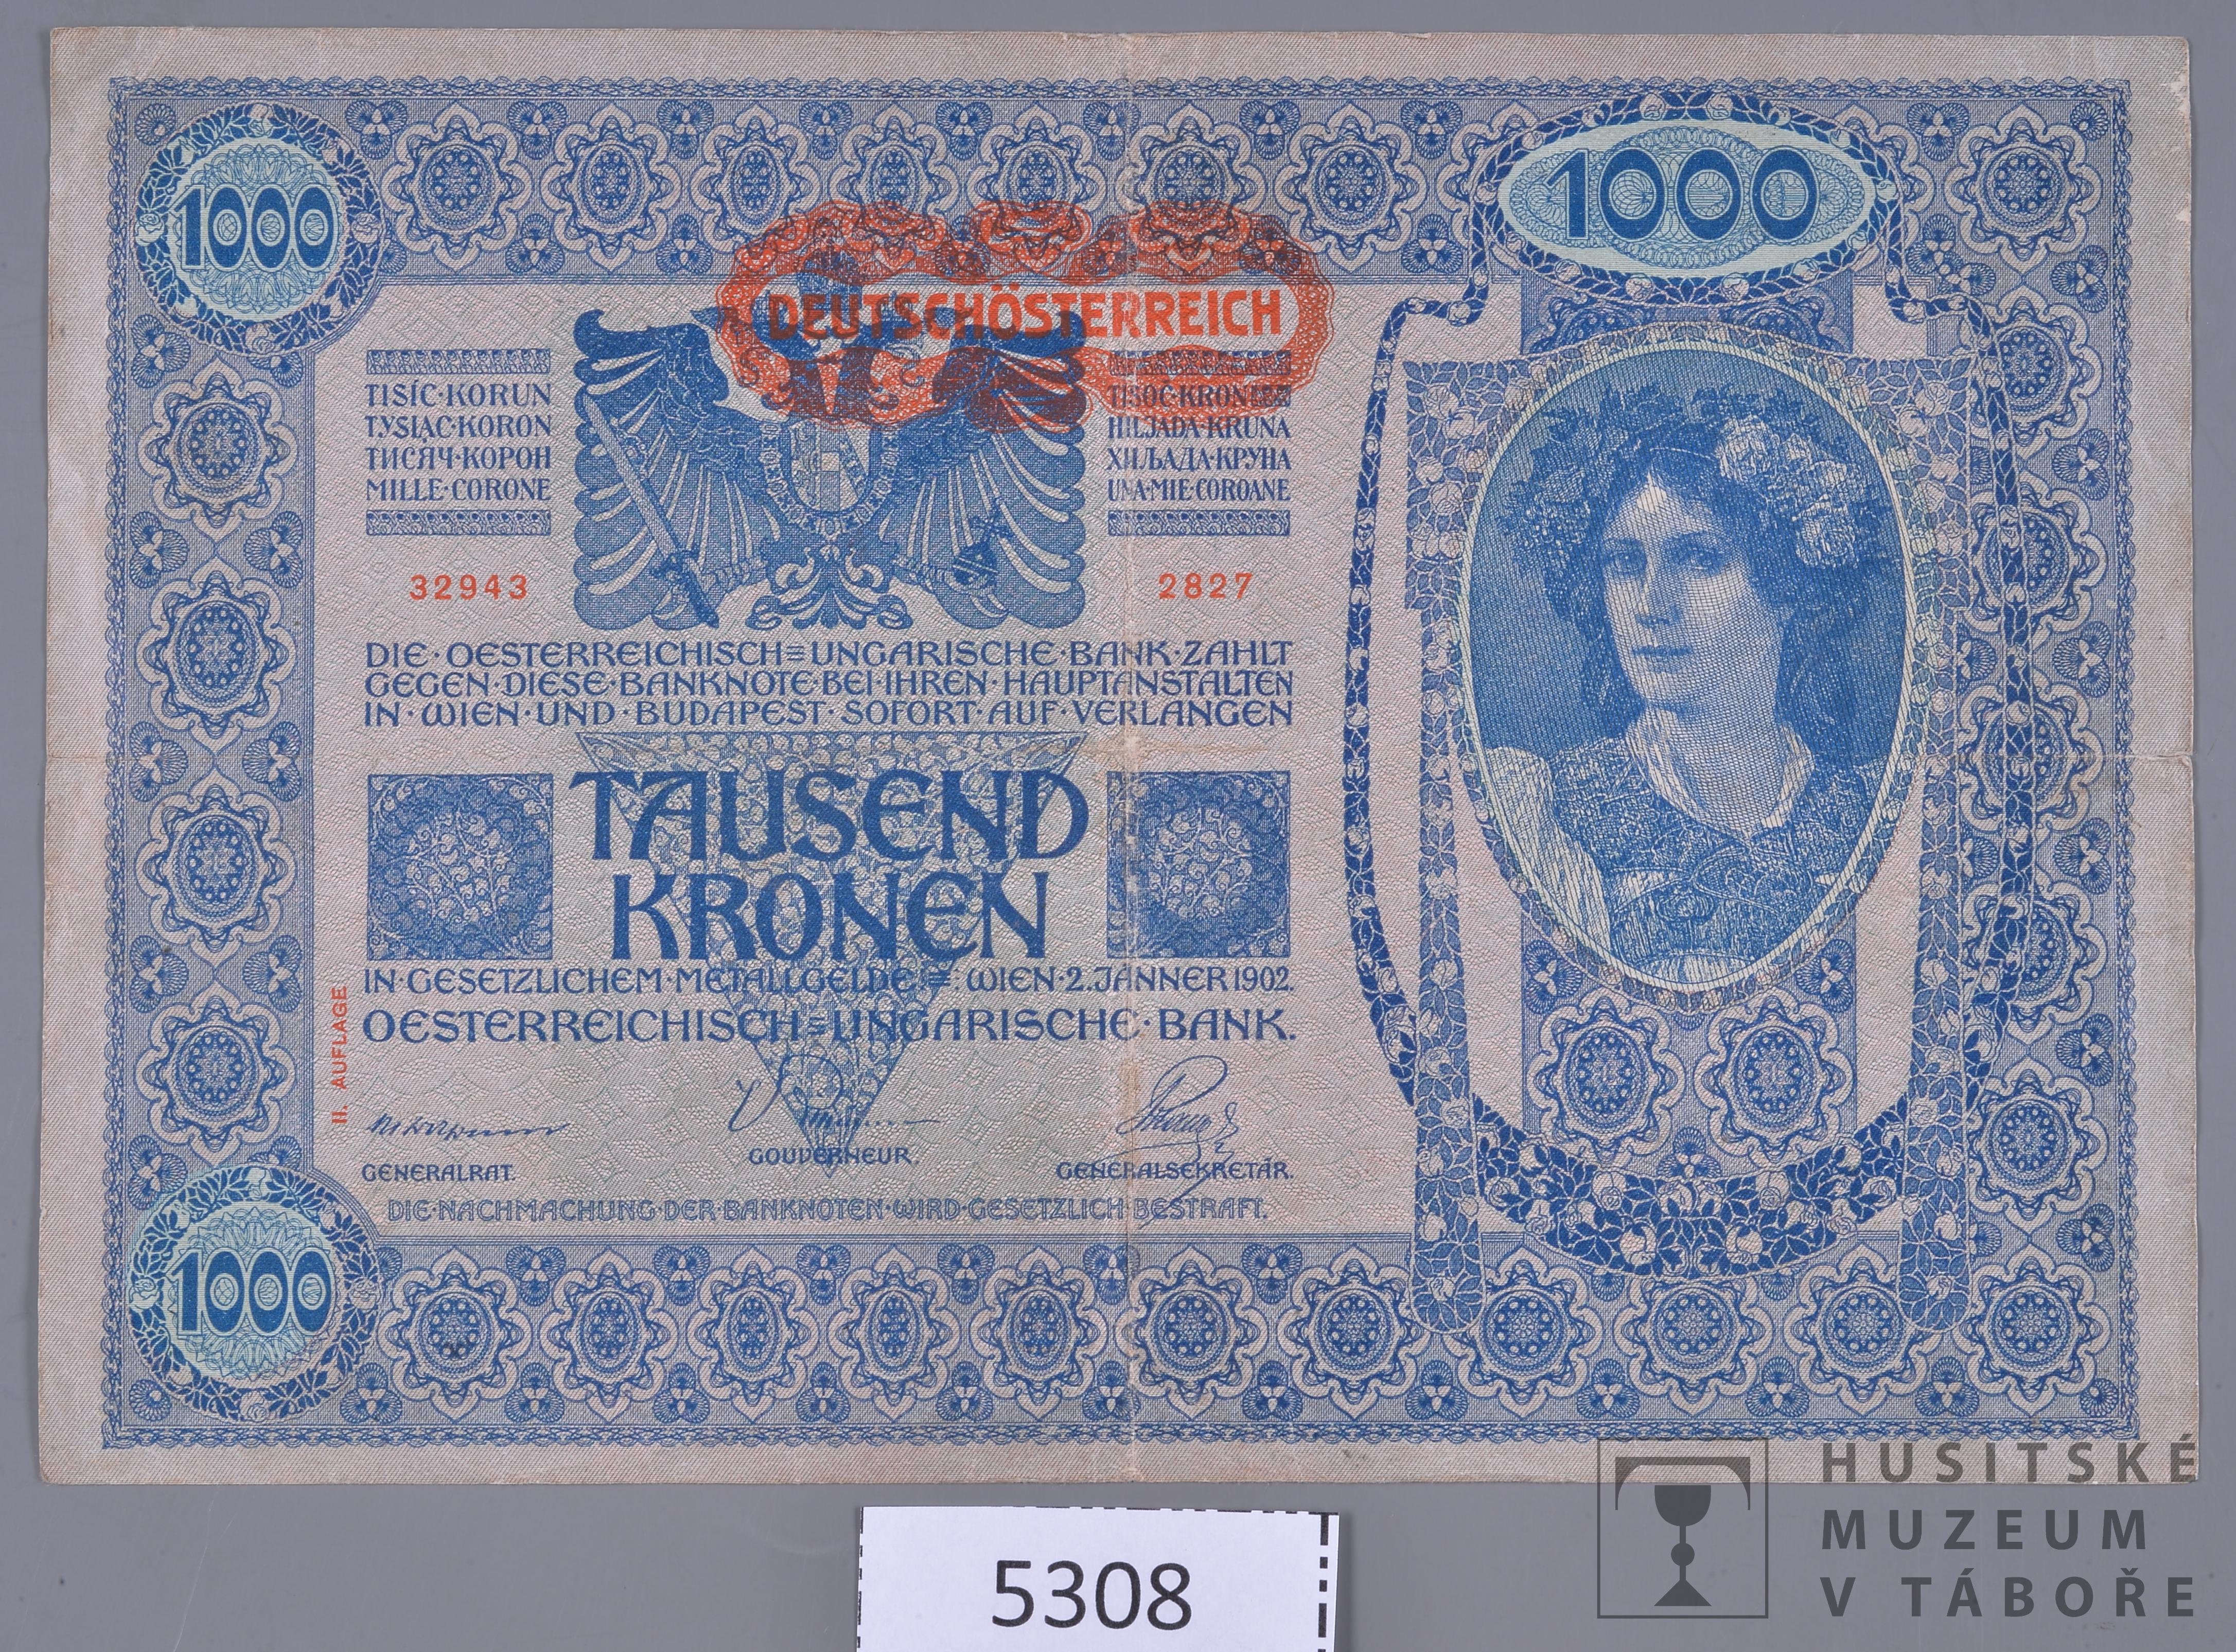 1000
1000
DEUTSCHÖSTERREICH
TISÍC·KORUN
TYSIĄC·KORON
ТИСЯЧ·КОРОН
MILLE·CORONE
TISOČ·KRON
HILJADA·KRUNA
ХИЉАДА·КРУНА
UNA·MIE·COROANE
32943
2827
DIE·OESTERREICHISCH=UNGARISCHE·BANK·ZAHLT
GEGEN·DIESE·BANKNOTE·BEI·IHREN·HAUPTANSTALTEN
IN·WIEN·UND·BUDAPEST·SOFORT·AUF·VERLANGEN
TAUSEND
KRONEN
IN·GESETZLICHEM·METALLGELDE:=:WIEN·2.JÄNNER 1902.
OESTERREICHISCH=UNGARISCHE·BANK.
II. AUFLAGE
GENERALRAT.
GOUVERNEUR.
GENERALSEKRETÄR.
DIE·NACHMACHUNG·DER·BANKNOTEN·WIRD·GESETZLICH·BESTRAFT.
1000
5308
HUSITSKÉ
MUZEUM
V TÁBOŘE